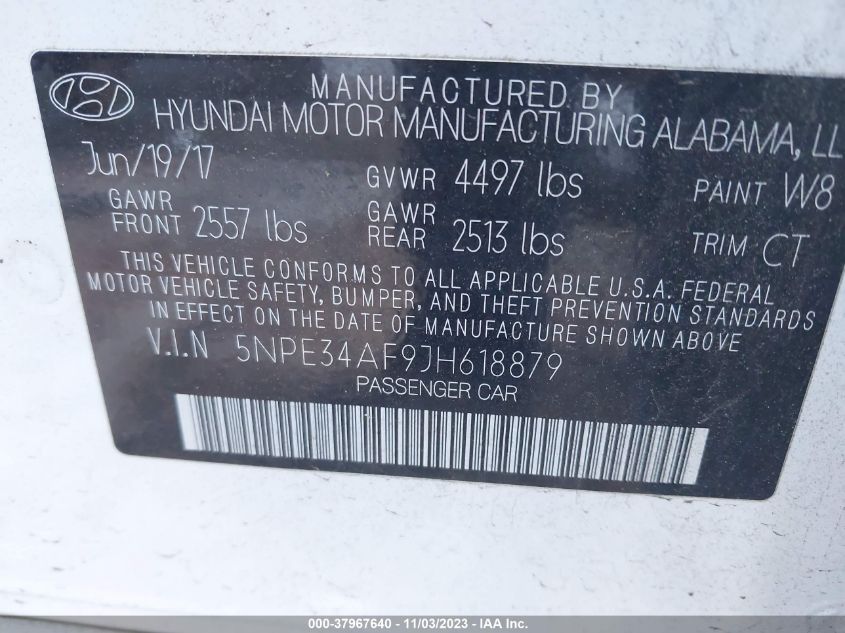 MANUFACTURED BY
HYUNDAI MOTOR MANUFACTURING ALABAMA, LL
Jun/19/17 GVWR 4497 lbs PAINT W8
GAWR FRONT 2557 lbs GAWR REAR 2513 lbs TRIM CT
THIS VEHICLE CONFORMS TO ALL APPLICABLE U.S.A. FEDERAL
MOTOR VEHICLE SAFETY, BUMPER, AND THEFT PREVENTION STANDARDS
IN EFFECT ON THE DATE OF MANUFACTURE SHOWN ABOVE
V.I.N 5NPE34AF9JH618879
PASSENGER CAR
000-37967640 - 11/03/2023 - IAA Inc.